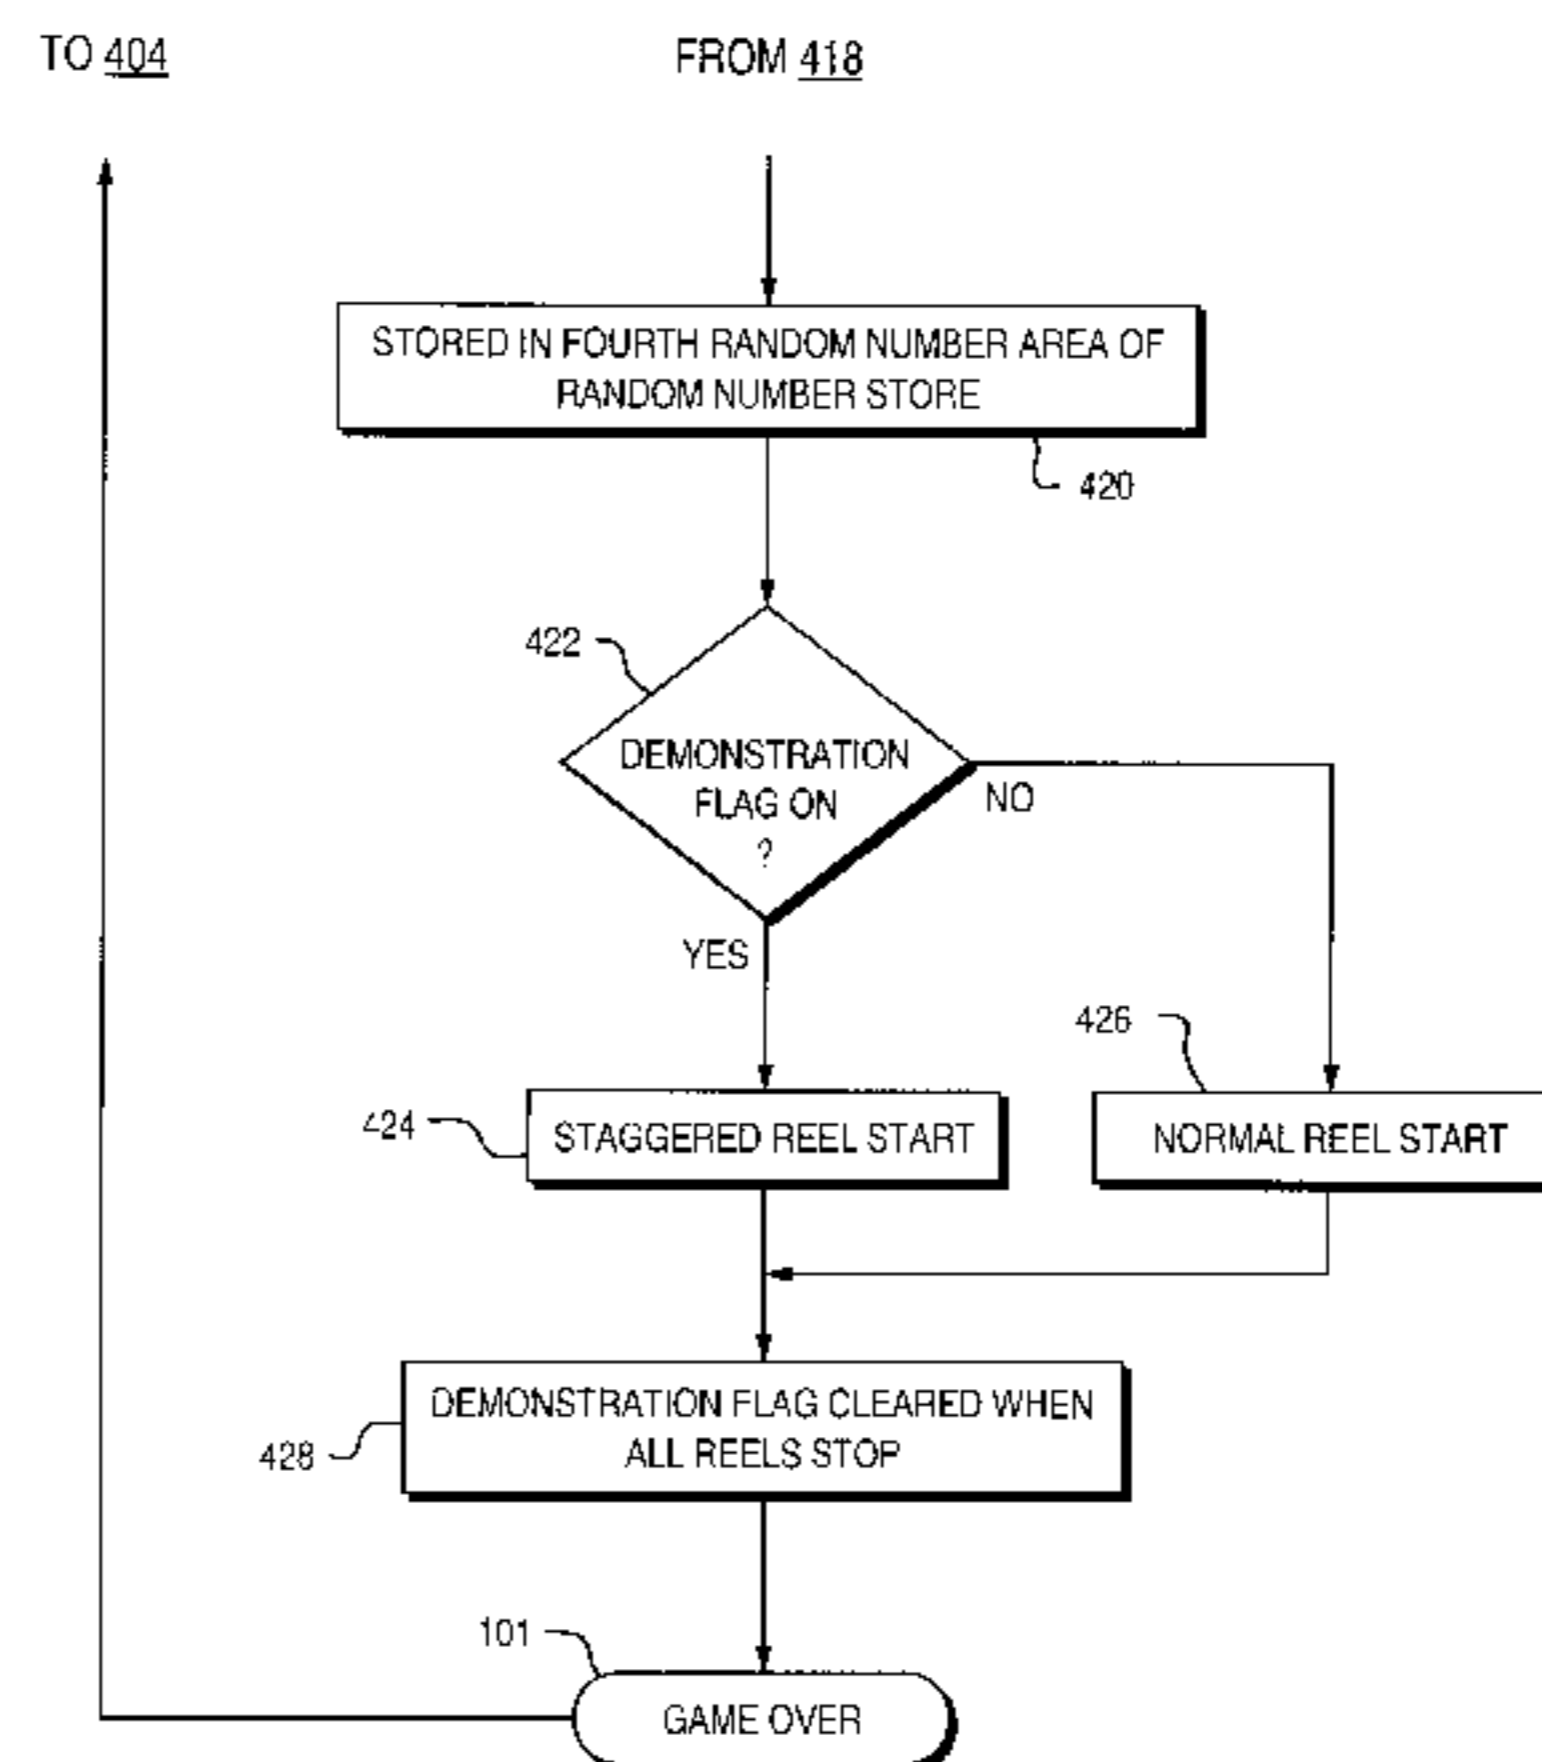 TO 404
FROM 418
STORED IN FOURTH RANDOM NUMBER AREA OF
RANDOM NUMBER STORE
420
422
DEMONSTRATION
FLAG ON
?
NO
YES
426
424
STAGGERED REEL START
NORMAL REEL START
DEMONSTRATION FLAG CLEARED WHEN
ALL REELS STOP
428
101
GAME OVER